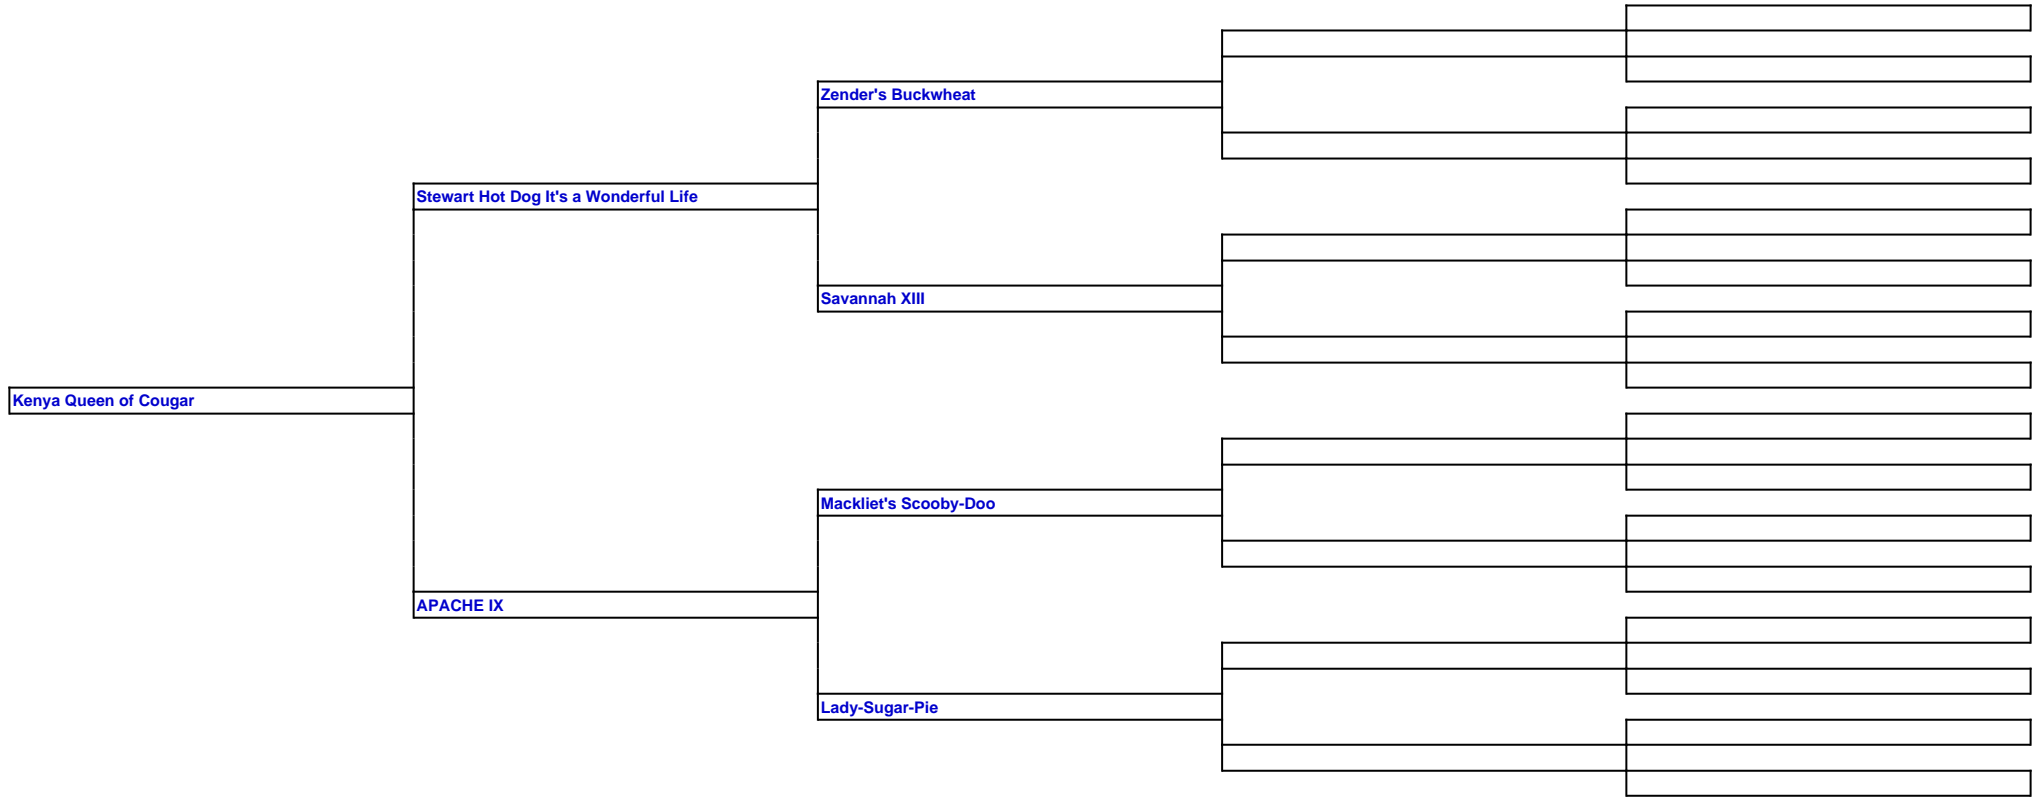 Zender's Buckwheat
Stewart Hot Dog It's a Wonderful Life
Savannah XIII
Kenya Queen of Cougar
Mackliet's Scooby-Doo
APACHE IX
Lady-Sugar-Pie